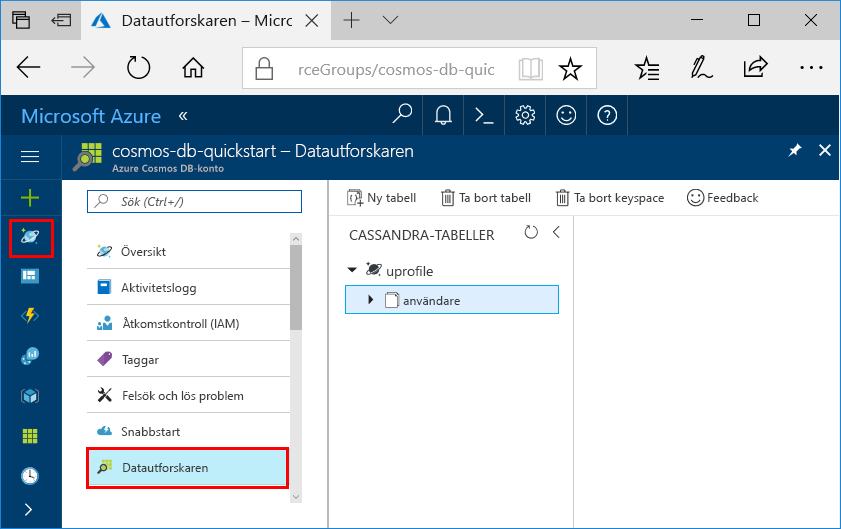 Datautforskaren – Micro
rceGroups/cosmos-db-quic
Microsoft Azure «
cosmos-db-quickstart – Datautforskaren
Azure Cosmos DB-konto
Sök (Ctrl+/)
Ny tabell Ta bort tabell Ta bort keyspace Feedback
Översikt
Aktivitetslogg
Åtkomstkontroll (IAM)
Taggar
Felsök och lös problem
Snabbstart
Datautforskaren
CASSANDRA-TABELLER
uprofile
användare